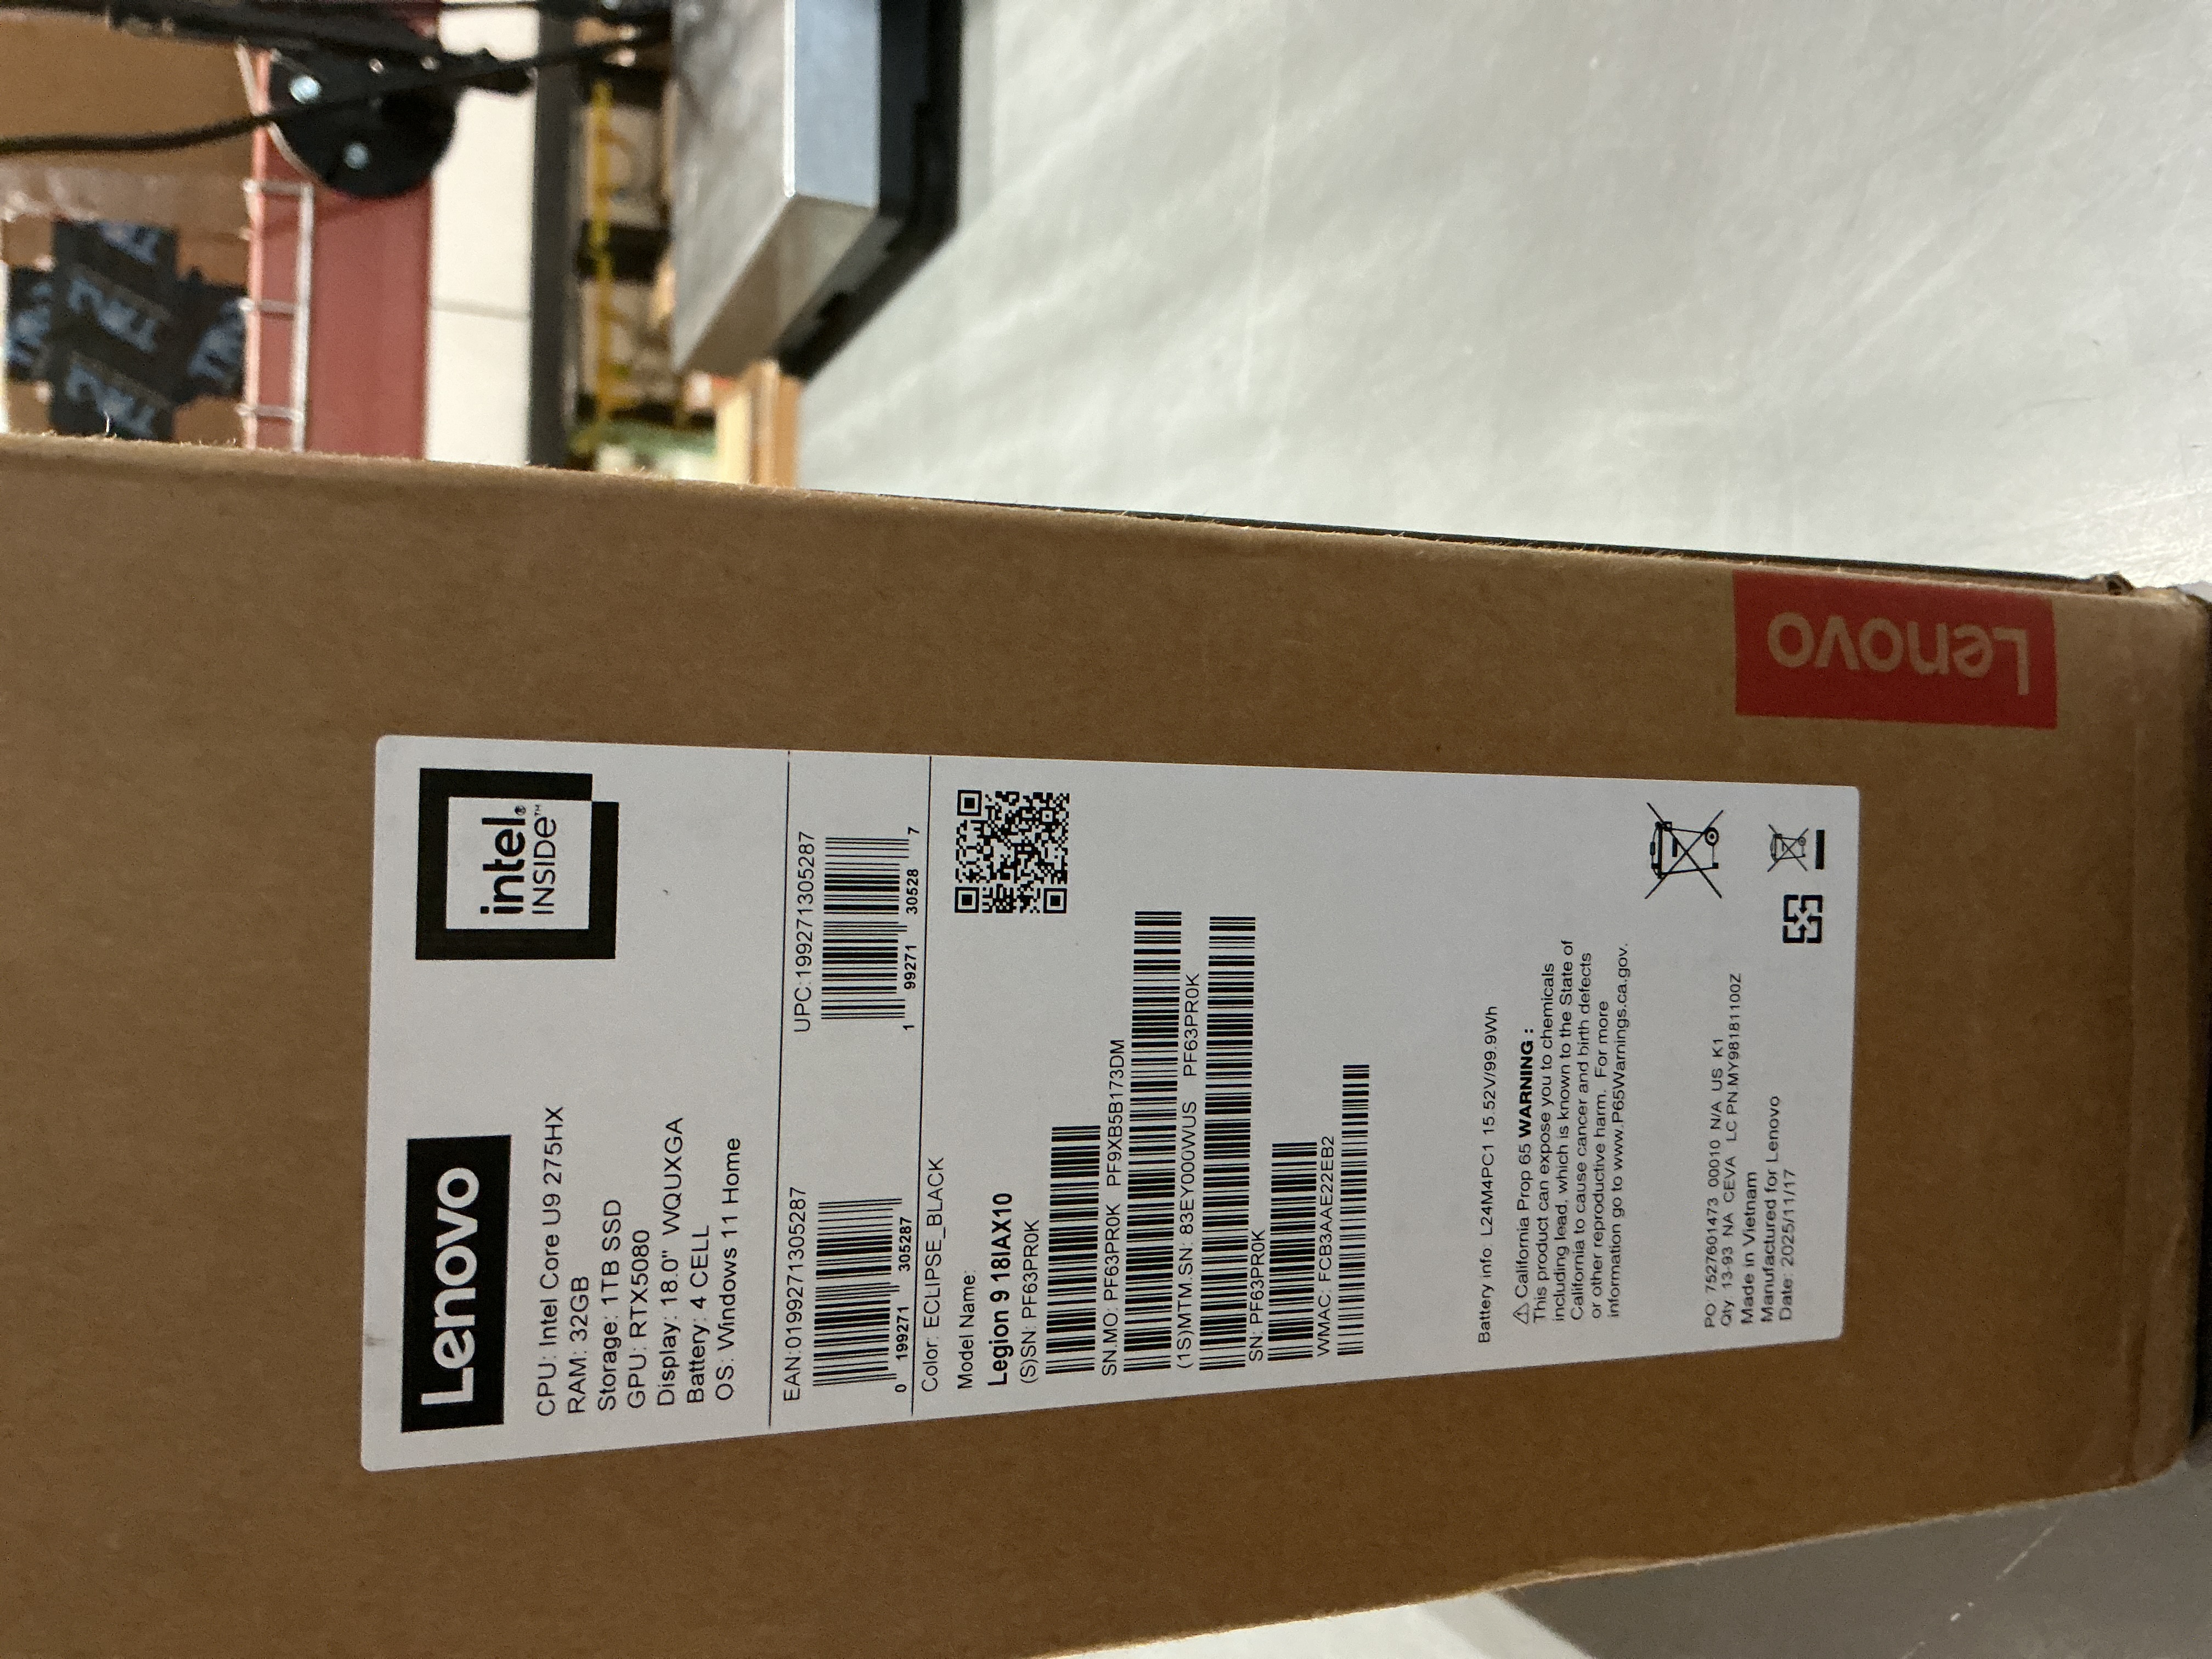 Lenovo
intel®
INSIDE™
CPU: Intel Core U9 275HX
RAM: 32GB
Storage: 1TB SSD
GPU: RTX5080
Display: 18.0" WQUXGA
Battery: 4 CELL
OS: Windows 11 Home
EAN:0199271305287
UPC:199271305287
0 199271 305287
1 99271 30528 7
Color: ECLIPSE_BLACK
Model Name:
Legion 9 18IAX10
(S)SN: PF63PR0K
SN.MO: PF63PR0K PF9XB5B173DM
(1S)MTM.SN: 83EY000WUS PF63PR0K
SN: PF63PR0K
WMAC: FCB3AAE22EB2
Battery info: L24M4PC1 15.52V/99.9Wh
⚠ California Prop 65 WARNING :
This product can expose you to chemicals
including lead, which is known to the State of
California to cause cancer and birth defects
or other reproductive harm. For more
information go to www.P65Warnings.ca.gov.
PO: 7527601473 00010 N/A US K1
Qty. 13-93 NA CEVA LC PN.MY98181100Z
Made in Vietnam
Manufactured for Lenovo
Date: 2025/11/17
Lenovo